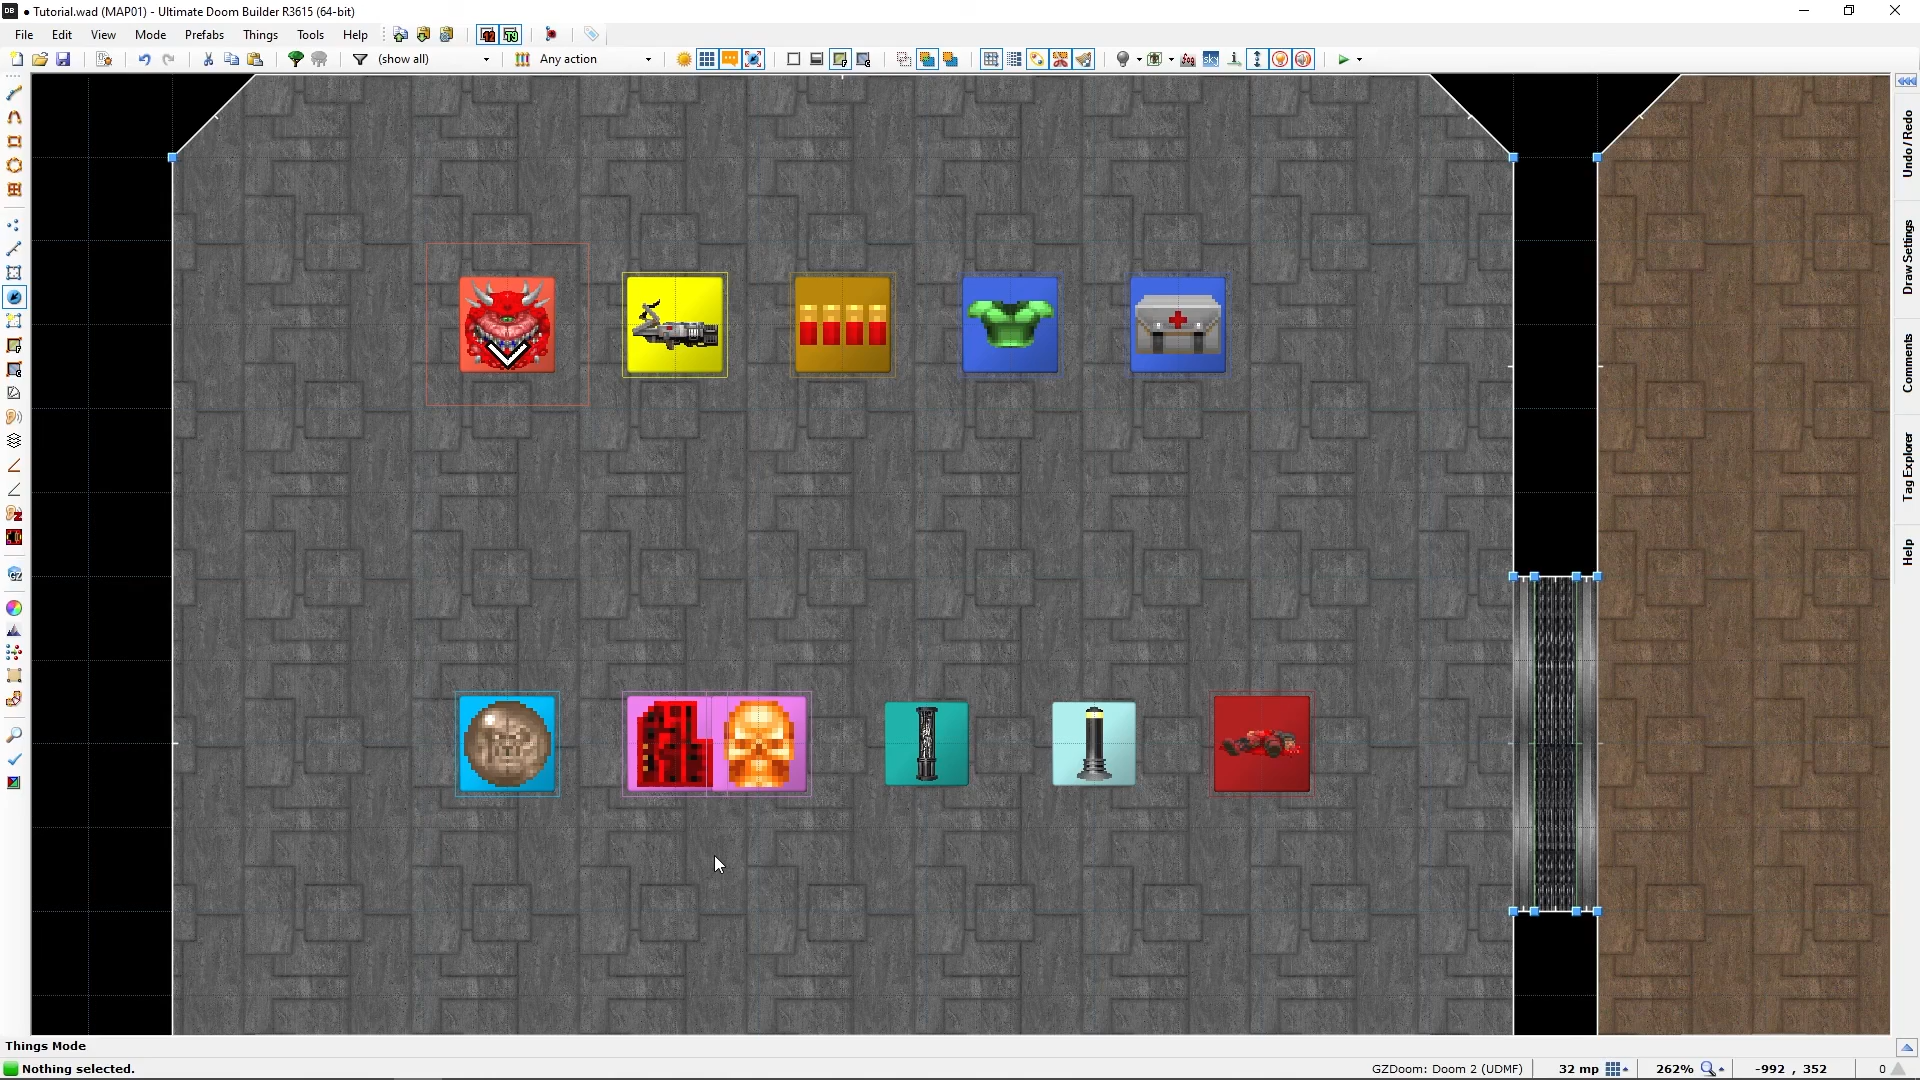 DB
● Tutorial.wad (MAP01) - Ultimate Doom Builder R3615 (64-bit)
File Edit View Mode Prefabs Things Tools Help
(show all) Any action
sky
Undo / Redo
Draw Settings
Comments
Tag Explorer
Help
Things Mode
Nothing selected.
GZDoom: Doom 2 (UDMF) 32 mp 262% -992 , 352 0